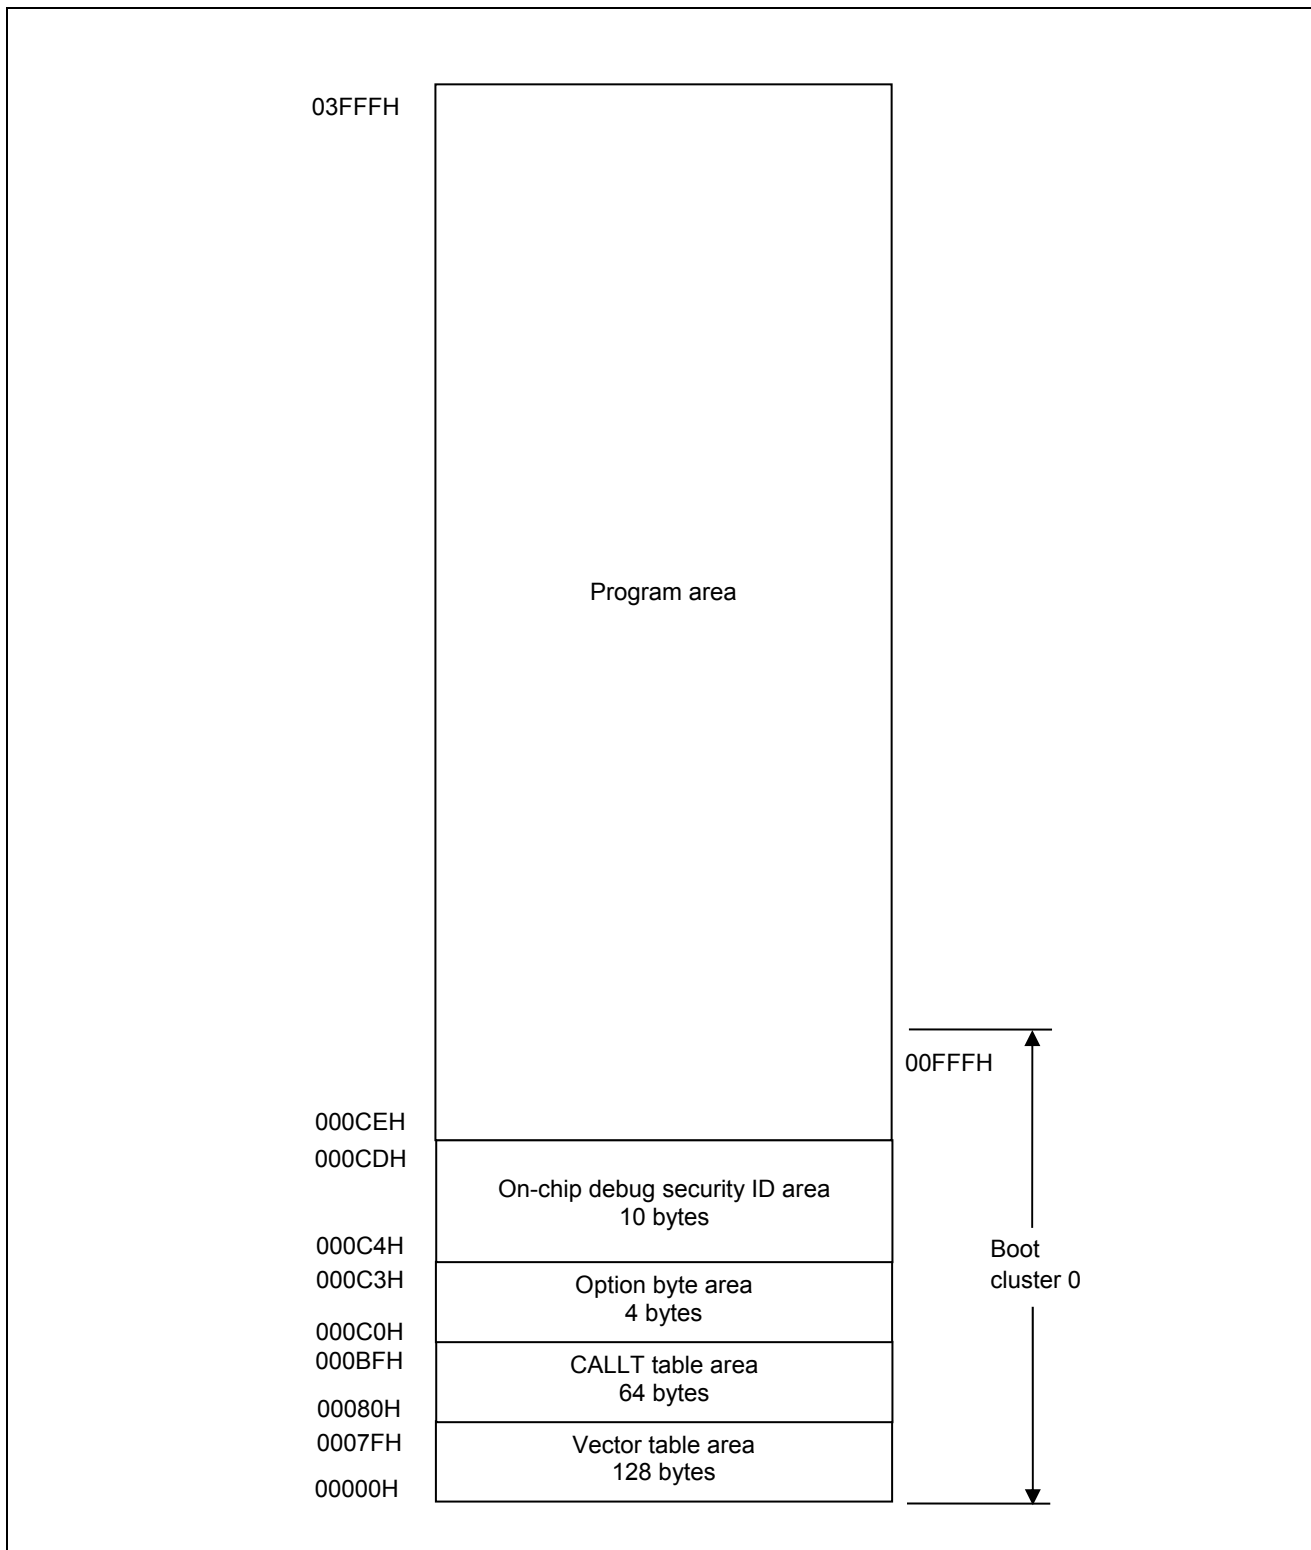 03FFFH
Program area
00FFFH
000CEH
000CDH
On-chip debug security ID area
10 bytes
000C4H
Boot
cluster 0
000C3H
Option byte area
4 bytes
000C0H
000BFH
CALLT table area
64 bytes
00080H
0007FH
Vector table area
128 bytes
00000H